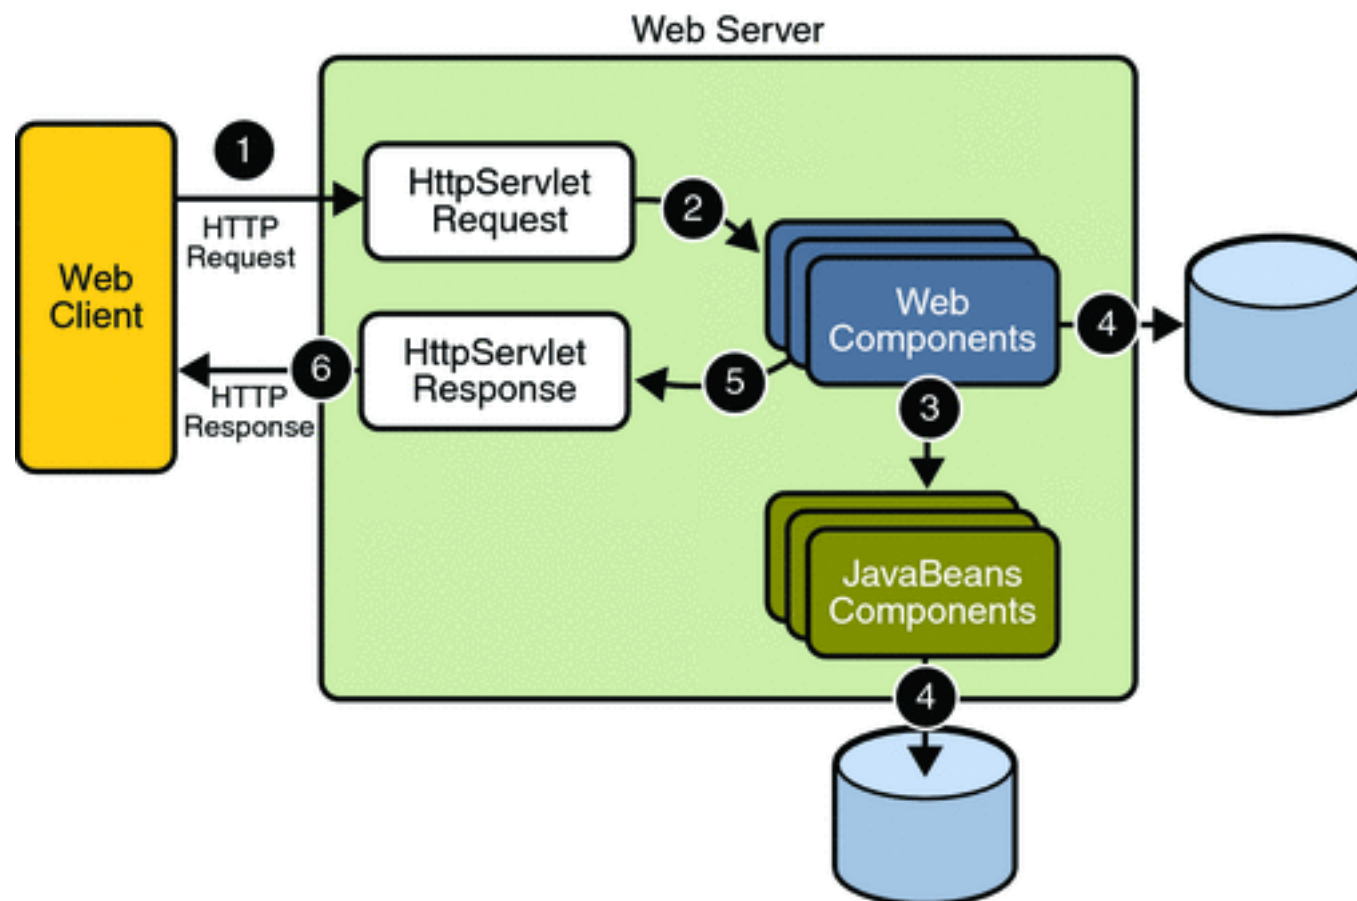 Web Server
1
HTTP
Request
Web
Client
HttpServlet
Request
2
Web
Components
4
HttpServlet
Response
5
6
HTTP
Response
3
JavaBeans
Components
4